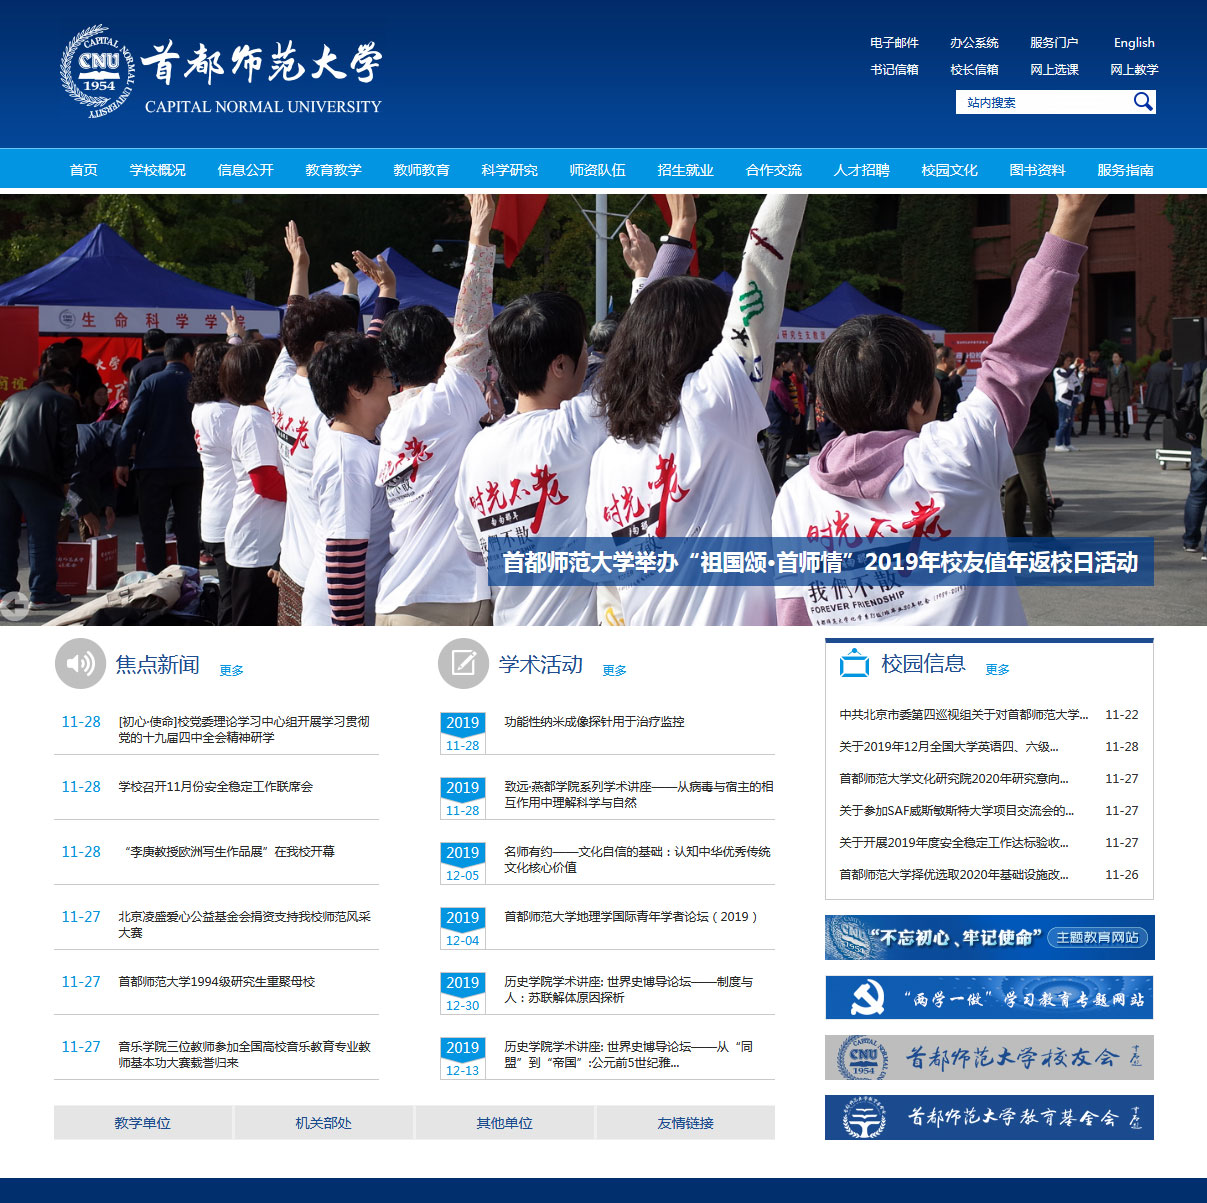 首都师范大学
CAPITAL NORMAL UNIVERSITY
CAPITAL NORMAL UNIVERSITY
CNU
1954
电子邮件 办公系统 服务门户 English
书记信箱 校长信箱 网上选课 网上教学
站内搜索
首页 学校概况 信息公开 教育教学 教师教育 科学研究 师资队伍 招生就业 合作交流 人才招聘 校园文化 图书资料 服务指南
生命科学学院
时光不老
我们不散
时光不老
我们不散
FOREVER FRIENDSHIP
首都师范大学举办“祖国颂·首师情”2019年校友值年返校日活动
焦点新闻 更多
11-28 [初心·使命]校党委理论学习中心组开展学习贯彻
党的十九届四中全会精神研学
11-28 学校召开11月份安全稳定工作联席会
11-28 “李庚教授欧洲写生作品展”在我校开幕
11-27 北京凌盛爱心公益基金会捐资支持我校师范风采
大赛
11-27 首都师范大学1994级研究生重聚母校
11-27 音乐学院三位教师参加全国高校音乐教育专业教
师基本功大赛载誉归来
学术活动 更多
2019
11-28
功能性纳米成像探针用于治疗监控
2019
11-28
致远·燕都学院系列学术讲座——从病毒与宿主的相
互作用中理解科学与自然
2019
12-05
名师有约——文化自信的基础：认知中华优秀传统
文化核心价值
2019
12-04
首都师范大学地理学国际青年学者论坛（2019）
2019
12-30
历史学院学术讲座: 世界史博导论坛——制度与
人：苏联解体原因探析
2019
12-13
历史学院学术讲座: 世界史博导论坛——从“同
盟”到“帝国”:公元前5世纪雅...
校园信息 更多
中共北京市委第四巡视组关于对首都师范大学... 11-22
关于2019年12月全国大学英语四、六级... 11-28
首都师范大学文化研究院2020年研究意向... 11-27
关于参加SAF威斯敏斯特大学项目交流会的... 11-27
关于开展2019年度安全稳定工作达标验收... 11-27
首都师范大学择优选取2020年基础设施改... 11-26
“不忘初心、牢记使命” 主题教育网站
“两学一做”学习教育专题网站
CNU
1954
首都师范大学校友会
首都师范大学教育基金会
教学单位 机关部处 其他单位 友情链接